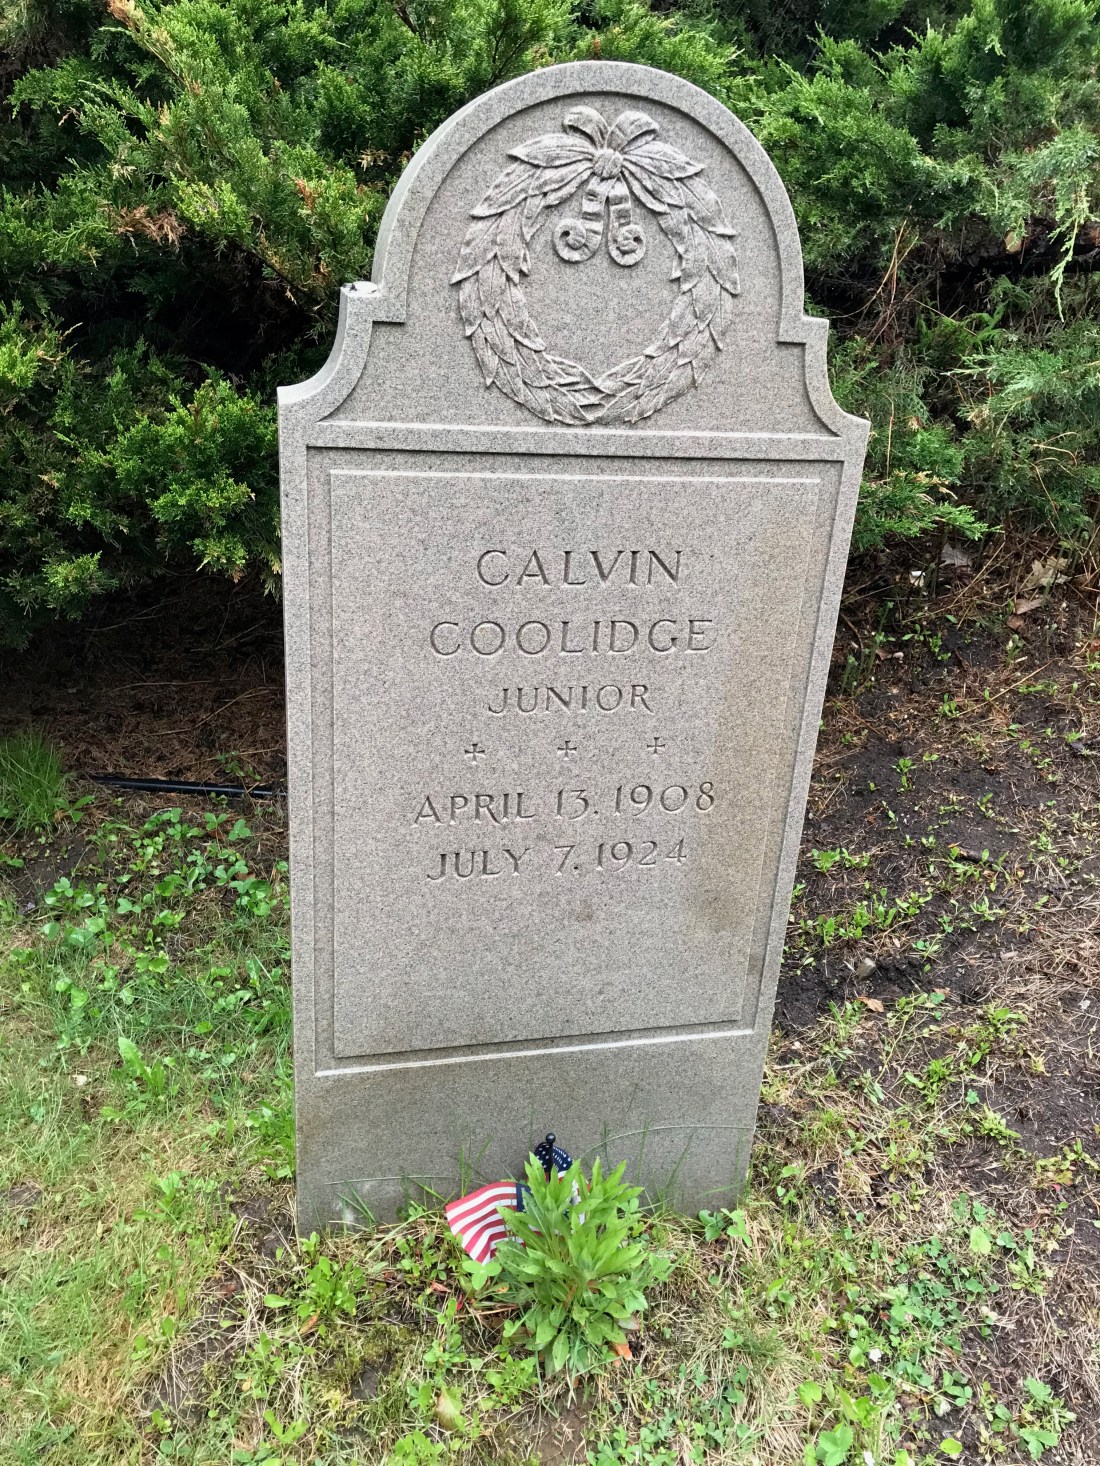 CALVIN
COOLIDGE
JUNIOR
APRIL 13. 1908
JULY 7. 1924